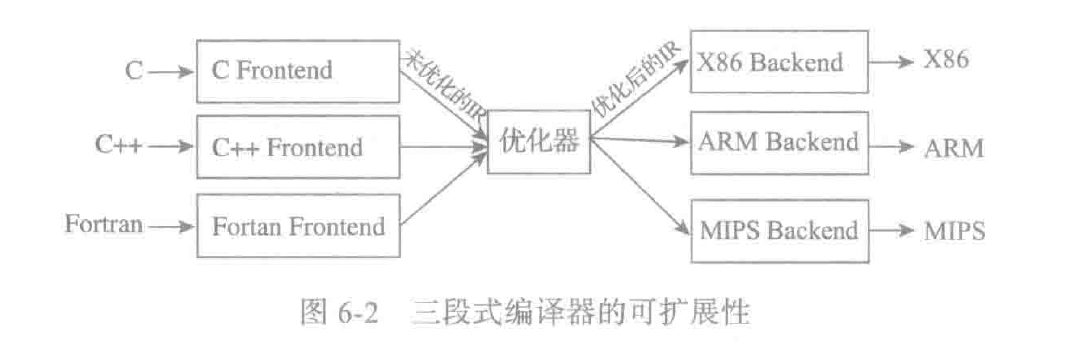 C
C Frontend
未优化的IR
优化后的IR
X86 Backend
X86
C++
C++ Frontend
优化器
ARM Backend
ARM
Fortran
Fortan Frontend
MIPS Backend
MIPS
图 6-2 三段式编译器的可扩展性